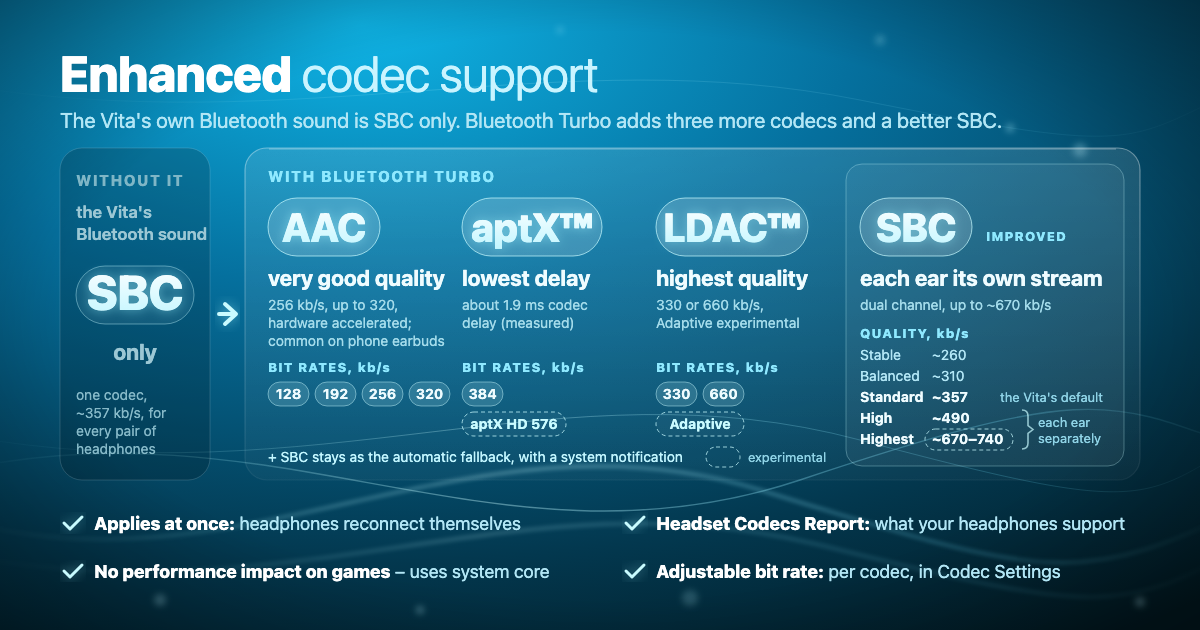 Enhanced codec support
The Vita's own Bluetooth sound is SBC only. Bluetooth Turbo adds three more codecs and a better SBC.
WITHOUT IT
the Vita's
Bluetooth sound
SBC
only
one codec,
~357 kb/s, for
every pair of
headphones
WITH BLUETOOTH TURBO
AAC
very good quality
256 kb/s, up to 320,
hardware accelerated;
common on phone earbuds
BIT RATES, kb/s
128 192 256 320
aptX™
lowest delay
about 1.9 ms codec
delay (measured)
BIT RATES, kb/s
384
aptX HD 576
LDAC™
highest quality
330 or 660 kb/s,
Adaptive experimental
BIT RATES, kb/s
330 660
Adaptive
+ SBC stays as the automatic fallback, with a system notification
experimental
SBC IMPROVED
each ear its own stream
dual channel, up to ~670 kb/s
QUALITY, kb/s
Stable ~260
Balanced ~310
Standard ~357 the Vita's default
High ~490
Highest ~670–740
each ear
separately
Applies at once: headphones reconnect themselves
Headset Codecs Report: what your headphones support
No performance impact on games – uses system core
Adjustable bit rate: per codec, in Codec Settings